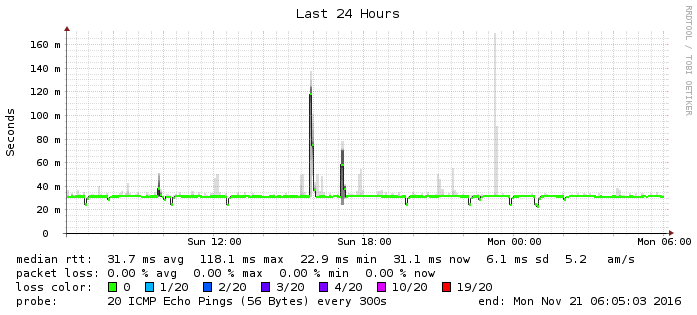 Last 24 Hours
RRDTOOL / TOBI OETIKER
Seconds
160 m
140 m
120 m
100 m
80 m
60 m
40 m
20 m
0
Sun 12:00 Sun 18:00 Mon 00:00 Mon 06:00
median rtt: 31.7 ms avg 118.1 ms max 22.9 ms min 31.1 ms now 6.1 ms sd 5.2 am/s
packet loss: 0.00 % avg 0.00 % max 0.00 % min 0.00 % now
loss color: 0 1/20 2/20 3/20 4/20 10/20 19/20
probe: 20 ICMP Echo Pings (56 Bytes) every 300s end: Mon Nov 21 06:05:03 2016